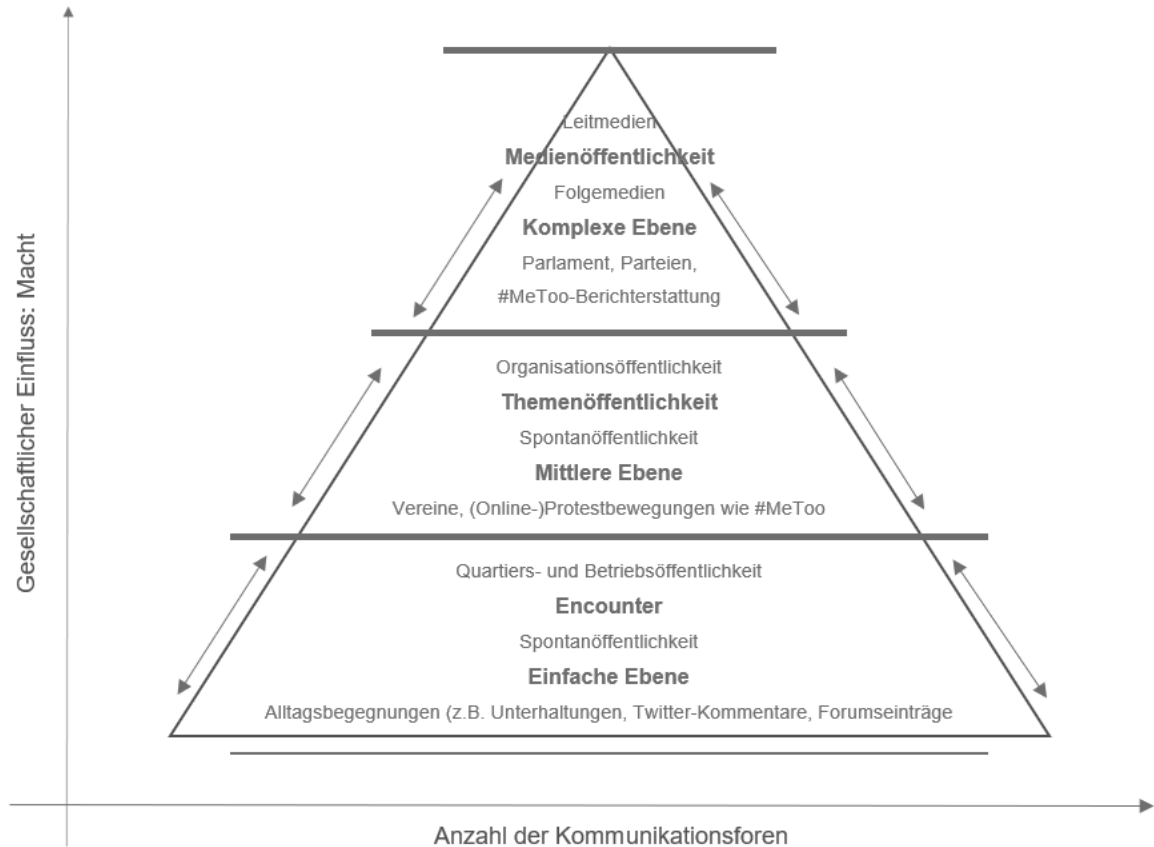 Leitmedien
Medienöffentlichkeit
Folgemedien
Komplexe Ebene
Parlament, Parteien,
#MeToo-Berichterstattung
Organisationsöffentlichkeit
Themenöffentlichkeit
Spontanöffentlichkeit
Mittlere Ebene
Vereine, (Online-)Protestbewegungen wie #MeToo
Quartiers- und Betriebsöffentlichkeit
Encounter
Spontanöffentlichkeit
Einfache Ebene
Alltagsbegegnungen (z.B. Unterhaltungen, Twitter-Kommentare, Forumseinträge
Gesellschaftlicher Einfluss: Macht
Anzahl der Kommunikationsforen